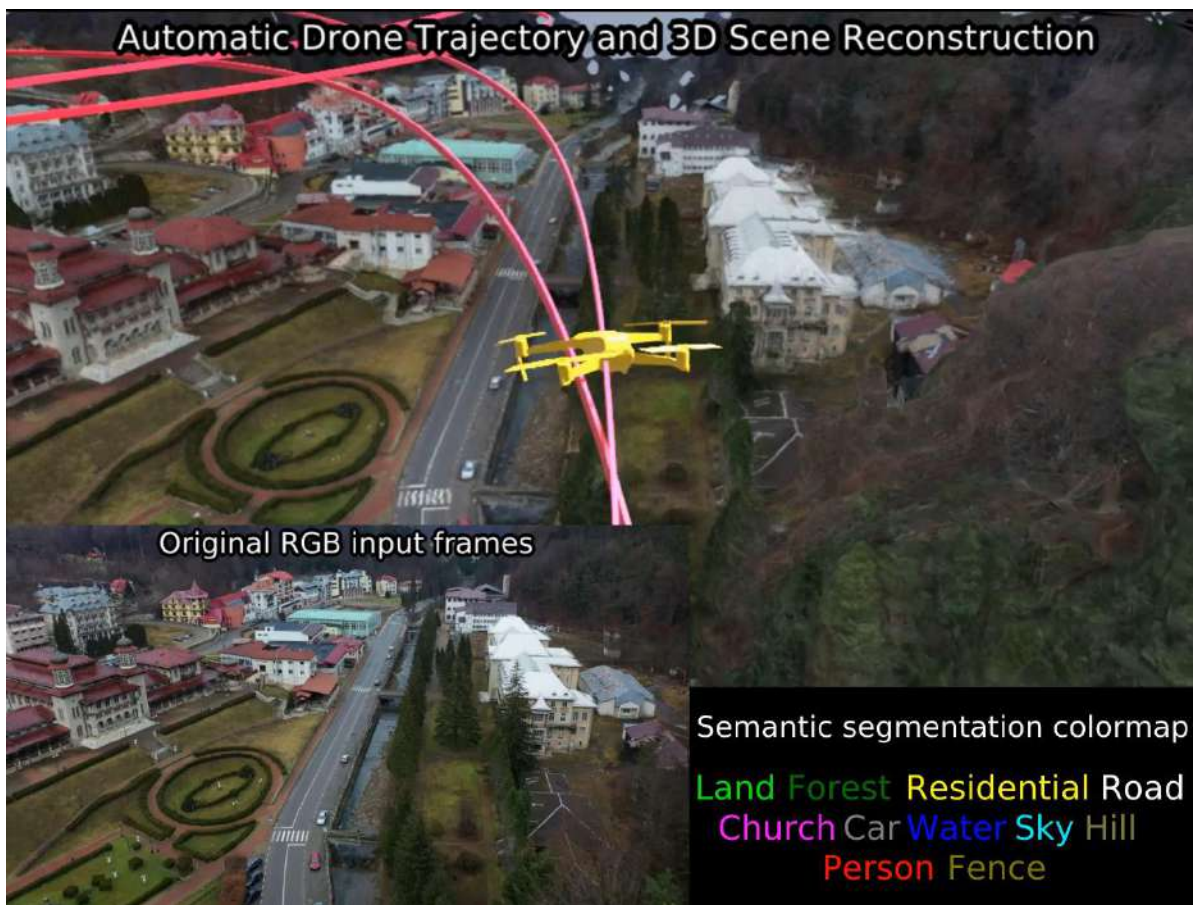 Automatic Drone Trajectory and 3D Scene Reconstruction
Original RGB input frames
Semantic segmentation colormap
Land Forest Residential Road
Church Car Water Sky Hill
Person Fence